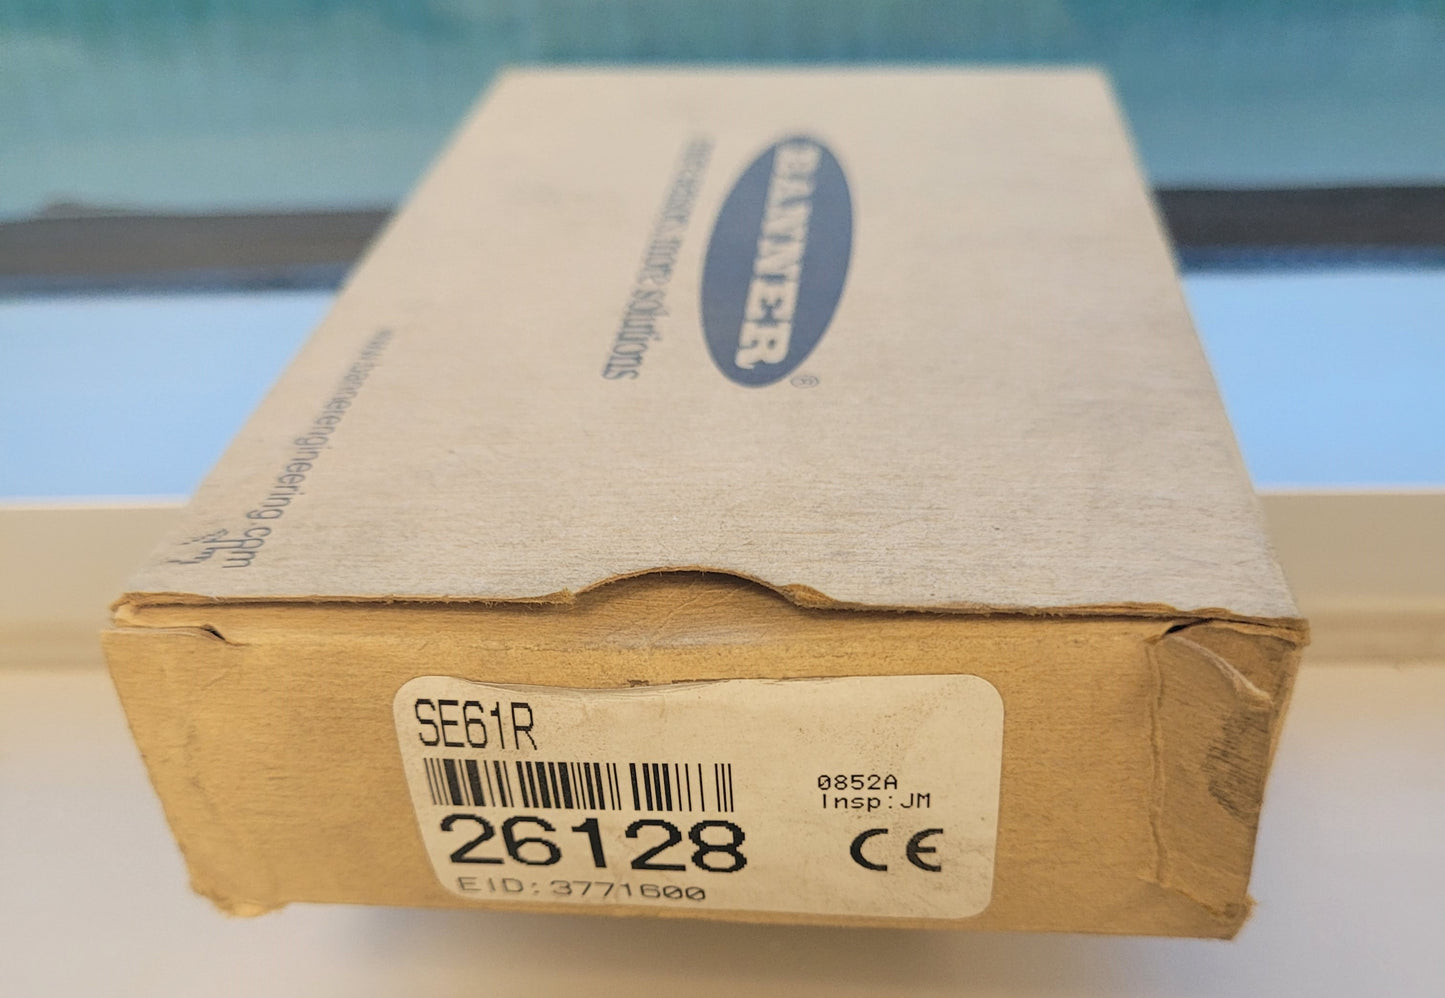 BANNER®
more sensors, more solutions
www.bannerengineering.com
SE61R
26128
EID:3771600
0852A
Insp:JM
CE